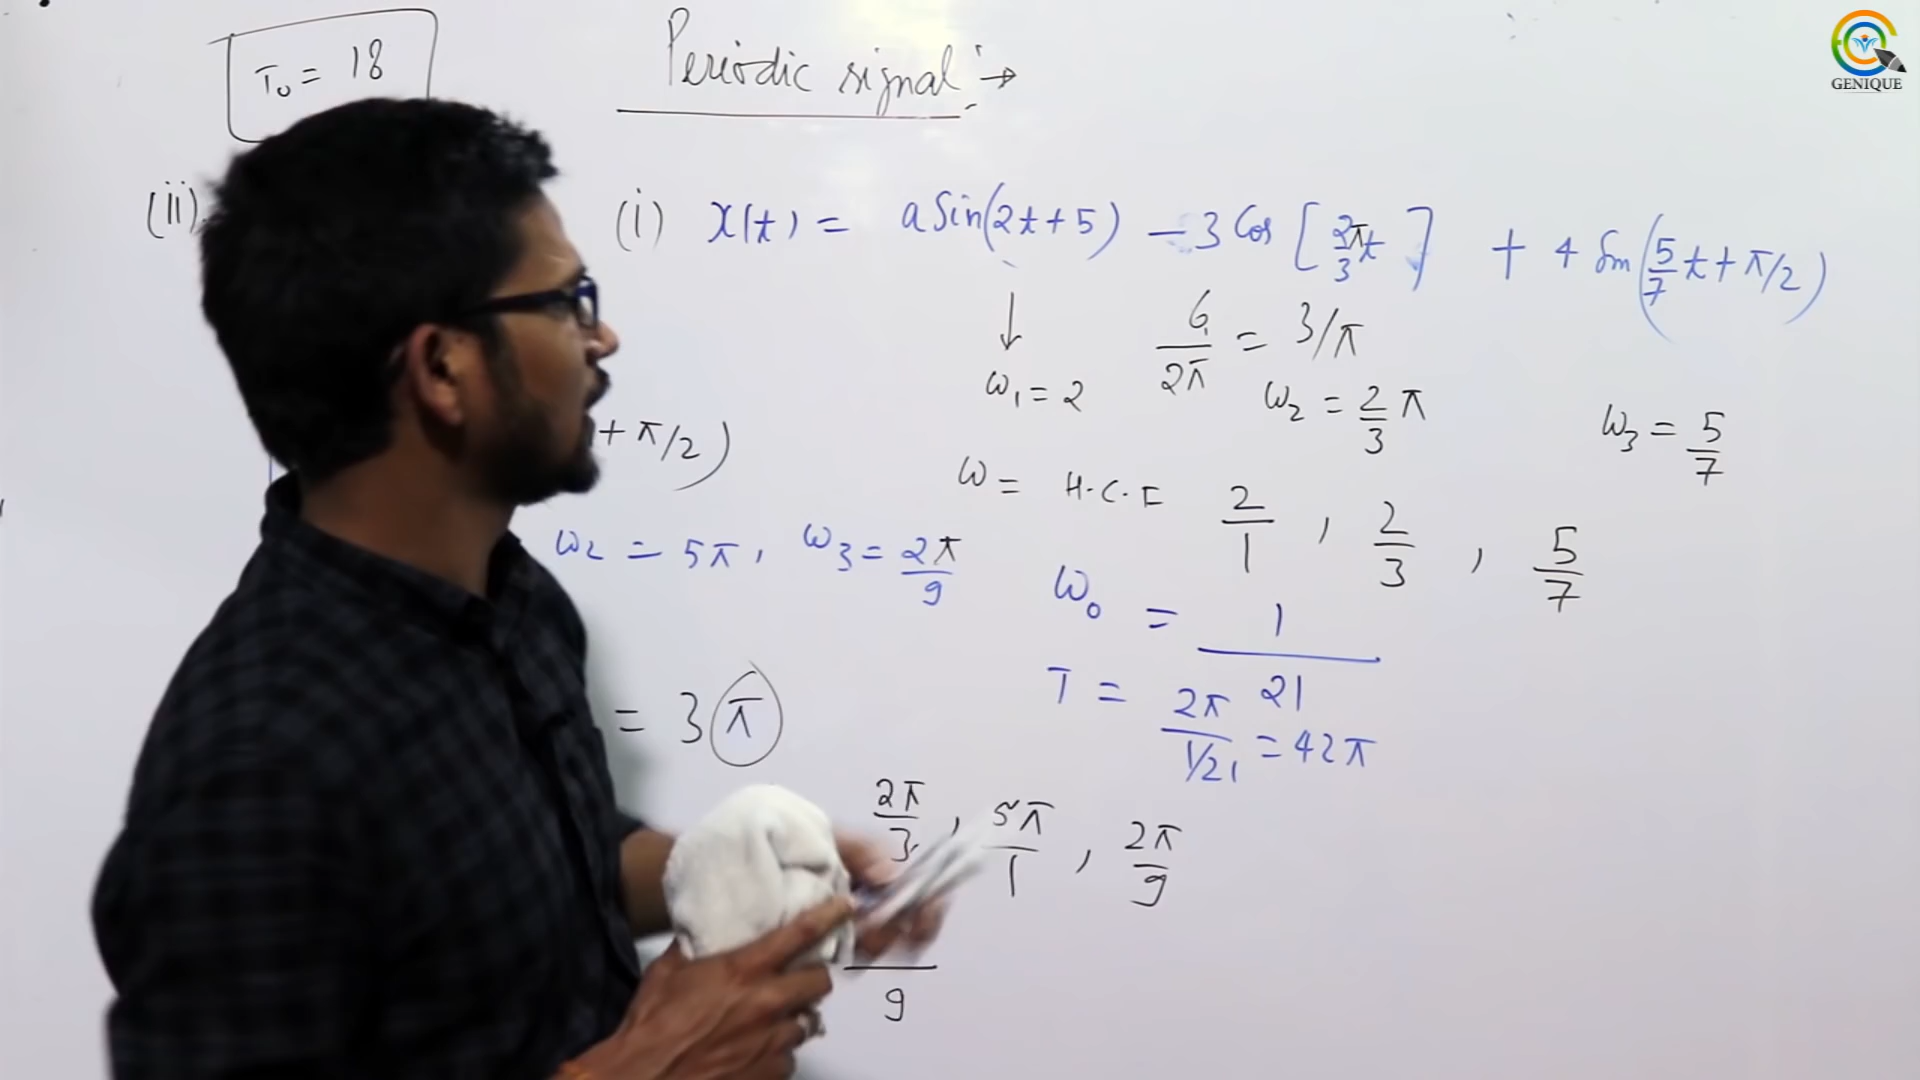 T₀ = 18
Periodic signal :→
GENIQUE
(ii)
(i) x(t) = a Sin(2t+5) - 3 Cos [2π/3 t] + 4 Sin(5/7 t + π/2)
↓
6/2π = 3/π
ω₁ = 2
ω₂ = 2/3 π
ω₃ = 5/7
+ π/2)
ω = H.C.F 2/1 , 2/3 , 5/7
ω₂ = 5π, ω₃ = 2π/9
ω₀ = 1/21
T = 2π/1/21 = 42π
= 3π
2π/3 , 5π/1 , 2π/9
9